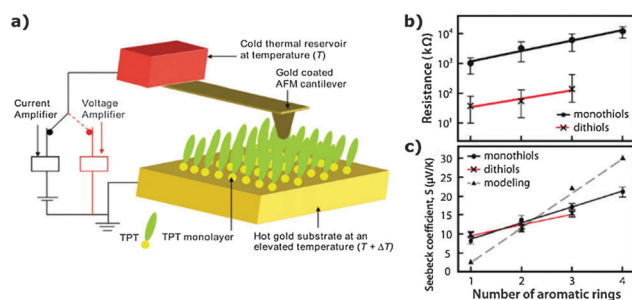 a)
Cold thermal reservoir
at temperature (T)
Gold coated
AFM cantilever
Current
Amplifier
Voltage
Amplifier
TPT
TPT monolayer
Hot gold substrate at an
elevated temperature (T + ΔT)
b)
Resistance (kΩ)
10⁴
10³
10²
10¹
monothiols
dithiols
c)
Seebeck coefficient, S (μV/K)
30
25
20
15
10
5
0
monothiols
dithiols
modeling
1 2 3 4
Number of aromatic rings